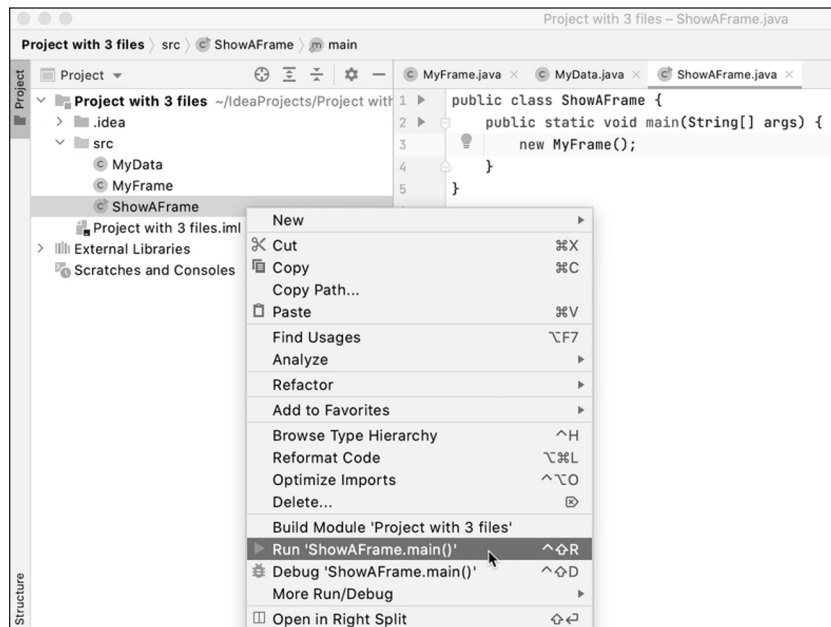 Project with 3 files – ShowAFrame.java
Project with 3 files 〉 src 〉 ShowAFrame 〉 m main
Project
Project
MyFrame.java
MyData.java
ShowAFrame.java
Project with 3 files ~/IdeaProjects/Project with
.idea
src
MyData
MyFrame
ShowAFrame
Project with 3 files.iml
External Libraries
Scratches and Consoles
1 public class ShowAFrame {
2 public static void main(String[] args) {
3 new MyFrame();
4 }
5 }
New
Cut ⌘X
Copy ⌘C
Copy Path...
Paste ⌘V
Find Usages ⌥F7
Analyze
Refactor
Add to Favorites
Browse Type Hierarchy ^H
Reformat Code ⌥⌘L
Optimize Imports ^⌥O
Delete... ⌦
Build Module 'Project with 3 files'
Run 'ShowAFrame.main()' ^⇧R
Debug 'ShowAFrame.main()' ^⇧D
More Run/Debug
Open in Right Split ⇧↩
Structure